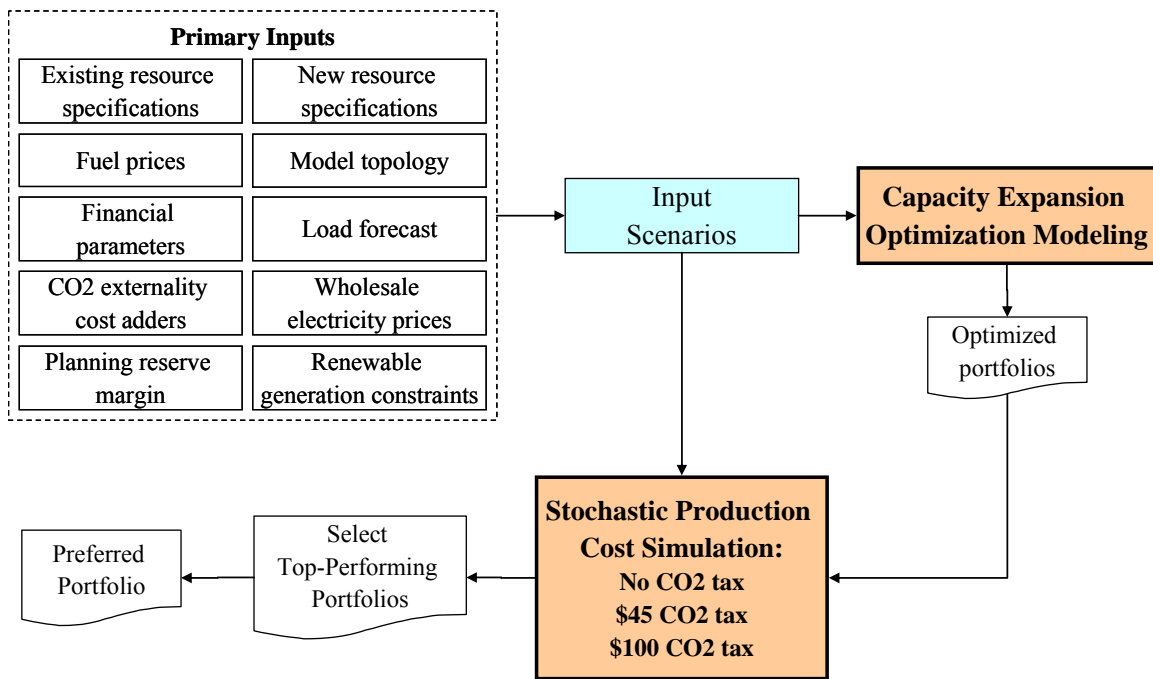 Primary Inputs
Existing resource
specifications
New resource
specifications
Fuel prices
Model topology
Financial
parameters
Load forecast
CO2 externality
cost adders
Wholesale
electricity prices
Planning reserve
margin
Renewable
generation constraints
Input
Scenarios
Capacity Expansion
Optimization Modeling
Optimized
portfolios
Stochastic Production
Cost Simulation:
No CO2 tax
$45 CO2 tax
$100 CO2 tax
Select
Top-Performing
Portfolios
Preferred
Portfolio